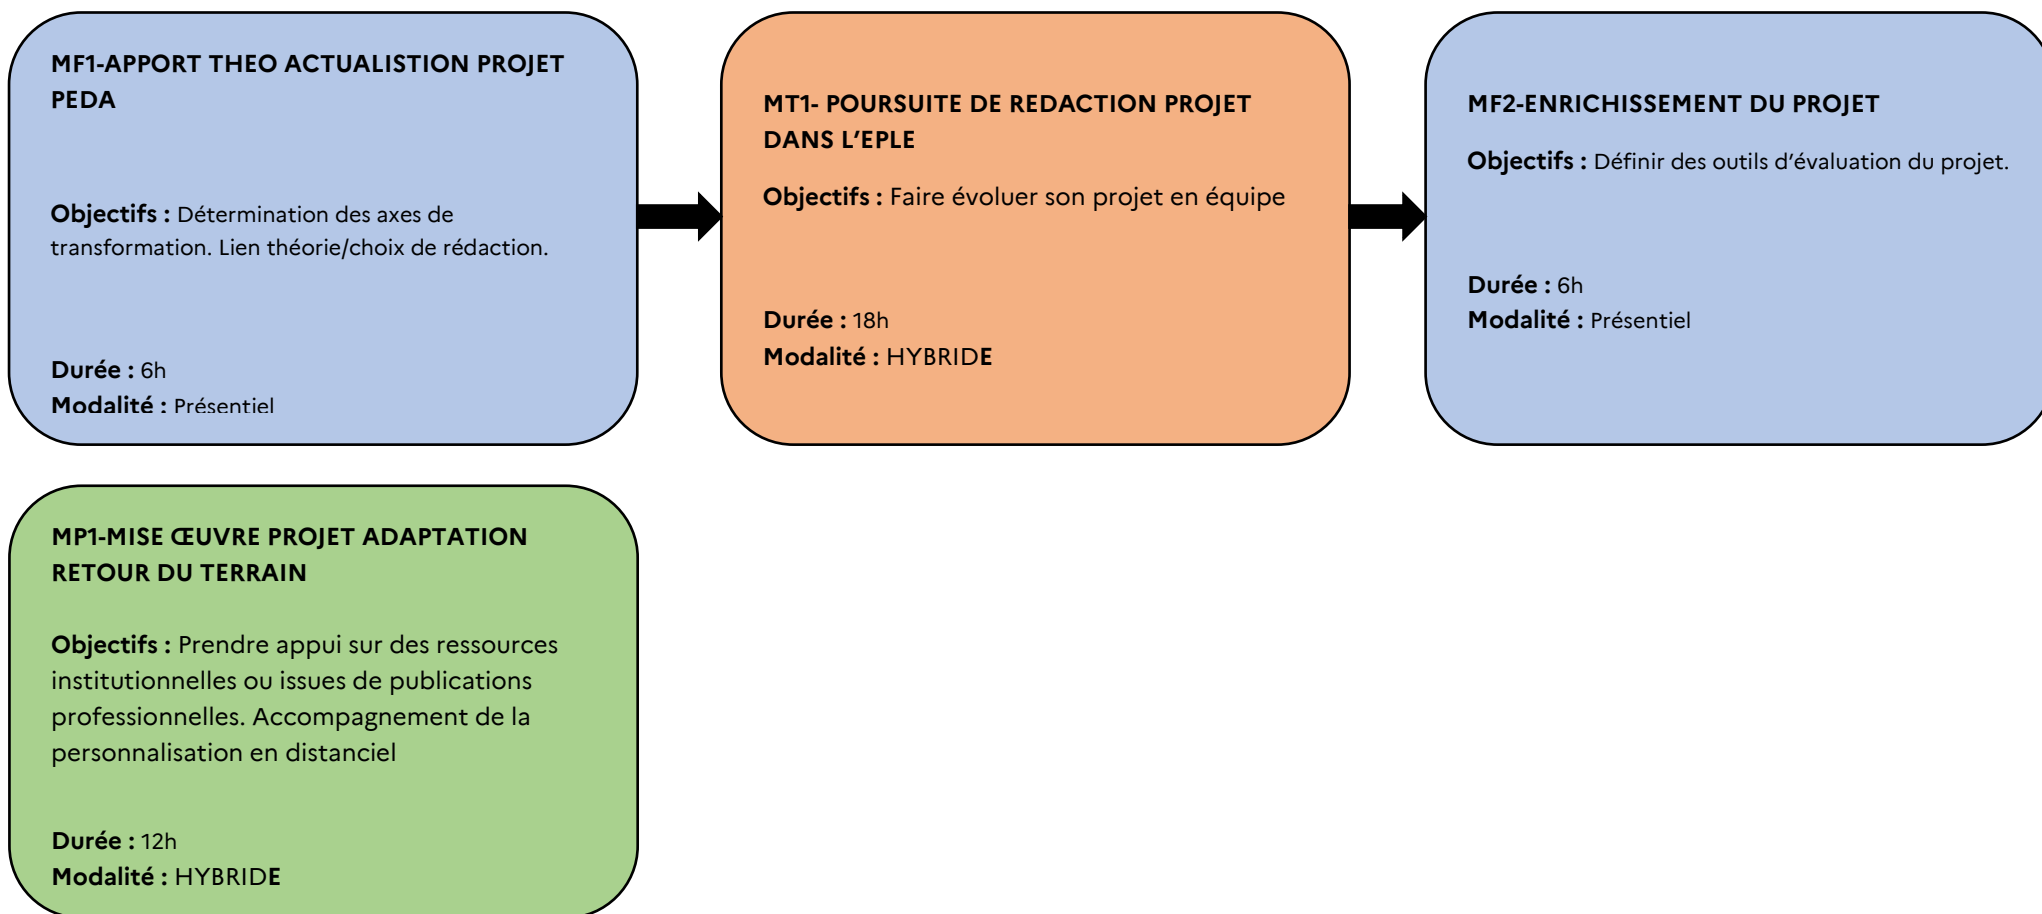 MF1-APPORT THEO ACTUALISTION PROJET
PEDA
Objectifs : Détermination des axes de
transformation. Lien théorie/choix de rédaction.
Durée : 6h
Modalité : Présentiel
MT1- POURSUITE DE REDACTION PROJET
DANS L’EPLE
Objectifs : Faire évoluer son projet en équipe
Durée : 18h
Modalité : HYBRIDE
MF2-ENRICHISSEMENT DU PROJET
Objectifs : Définir des outils d’évaluation du projet.
Durée : 6h
Modalité : Présentiel
MP1-MISE ŒUVRE PROJET ADAPTATION
RETOUR DU TERRAIN
Objectifs : Prendre appui sur des ressources
institutionnelles ou issues de publications
professionnelles. Accompagnement de la
personnalisation en distanciel
Durée : 12h
Modalité : HYBRIDE